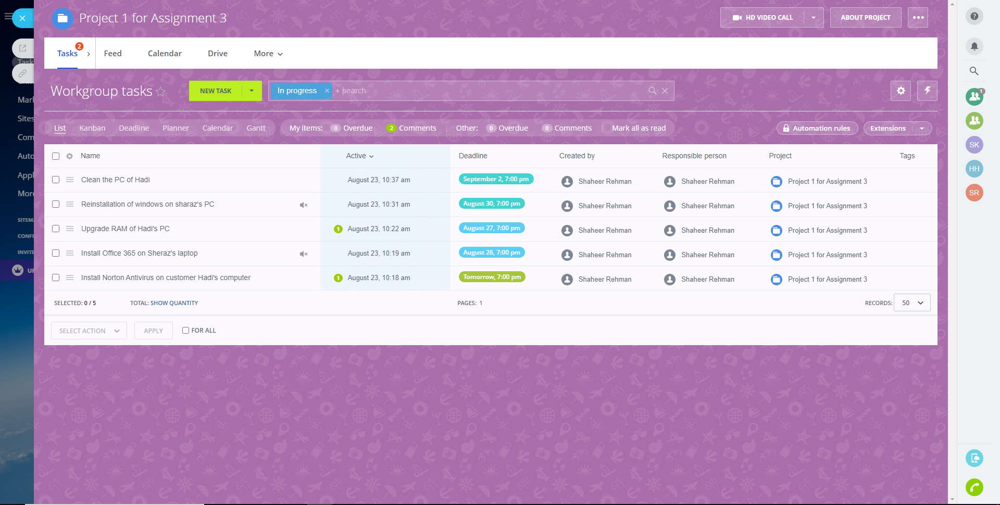 Project 1 for Assignment 3
HD VIDEO CALL
ABOUT PROJECT
Tasks 2
Feed
Calendar
Drive
More
Workgroup tasks
NEW TASK
In progress
+ search
List
Kanban
Deadline
Planner
Calendar
Gantt
My items: 0 Overdue 2 Comments
Other: 0 Overdue 0 Comments
Mark all as read
Automation rules
Extensions
Name Active Deadline Created by Responsible person Project Tags
Clean the PC of Hadi August 23, 10:37 am September 2, 7:00 pm Shaheer Rehman Shaheer Rehman Project 1 for Assignment 3
Reinstallation of windows on sharaz's PC August 23, 10:31 am August 30, 7:00 pm Shaheer Rehman Shaheer Rehman Project 1 for Assignment 3
Upgrade RAM of Hadi's PC 1 August 23, 10:22 am August 27, 7:00 pm Shaheer Rehman Shaheer Rehman Project 1 for Assignment 3
Install Office 365 on Sheraz's laptop August 23, 10:19 am August 26, 7:00 pm Shaheer Rehman Shaheer Rehman Project 1 for Assignment 3
Install Norton Antivirus on customer Hadi's computer 1 August 23, 10:18 am Tomorrow, 7:00 pm Shaheer Rehman Shaheer Rehman Project 1 for Assignment 3
SELECTED: 0 / 5
TOTAL: SHOW QUANTITY
PAGES: 1
RECORDS: 50
SELECT ACTION
APPLY
FOR ALL
Task
Mark
Sites
Com
Auto
Appl
More
SITEM
CONFI
INVITE
UP
?
1
SK
HH
SR